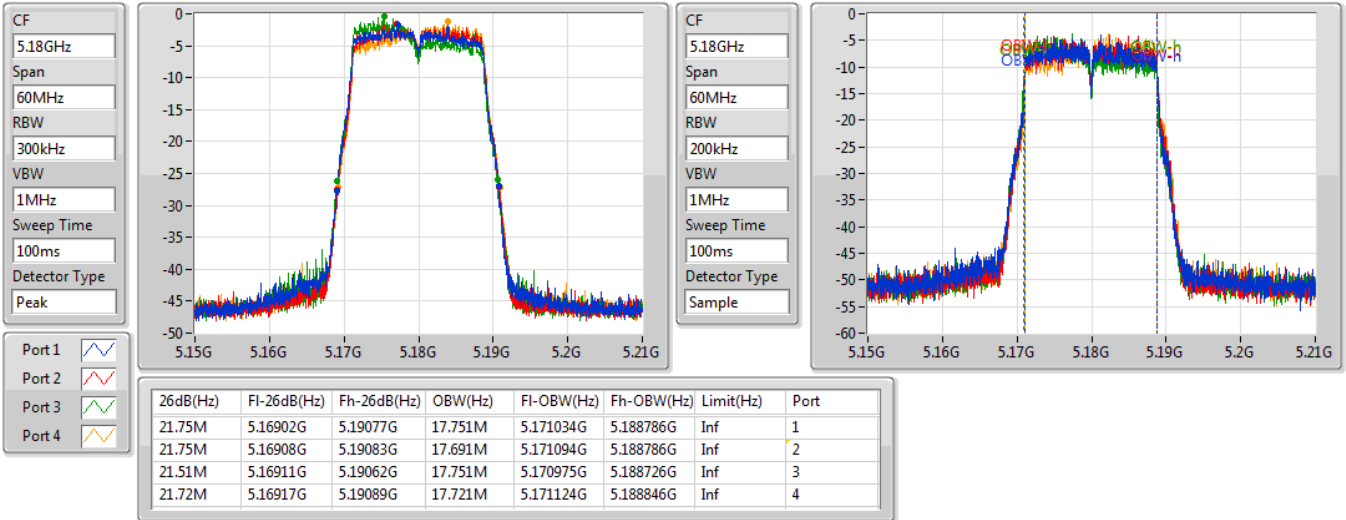 CF
5.18GHz
Span
60MHz
RBW
300kHz
VBW
1MHz
Sweep Time
100ms
Detector Type
Peak
0
-5
-10
-15
-20
-25
-30
-35
-40
-45
-50
5.15G 5.16G 5.17G 5.18G 5.19G 5.2G 5.21G
CF
5.18GHz
Span
60MHz
RBW
200kHz
VBW
1MHz
Sweep Time
100ms
Detector Type
Sample
0
-5
-10
-15
-20
-25
-30
-35
-40
-45
-50
-55
-60
OBW-h
5.15G 5.16G 5.17G 5.18G 5.19G 5.2G 5.21G
Port 1
Port 2
Port 3
Port 4
26dB(Hz) Fl-26dB(Hz) Fh-26dB(Hz) OBW(Hz) Fl-OBW(Hz) Fh-OBW(Hz) Limit(Hz) Port
21.75M 5.16902G 5.19077G 17.751M 5.171034G 5.188786G Inf 1
21.75M 5.16908G 5.19083G 17.691M 5.171094G 5.188786G Inf 2
21.51M 5.16911G 5.19062G 17.751M 5.170975G 5.188726G Inf 3
21.72M 5.16917G 5.19089G 17.721M 5.171124G 5.188846G Inf 4